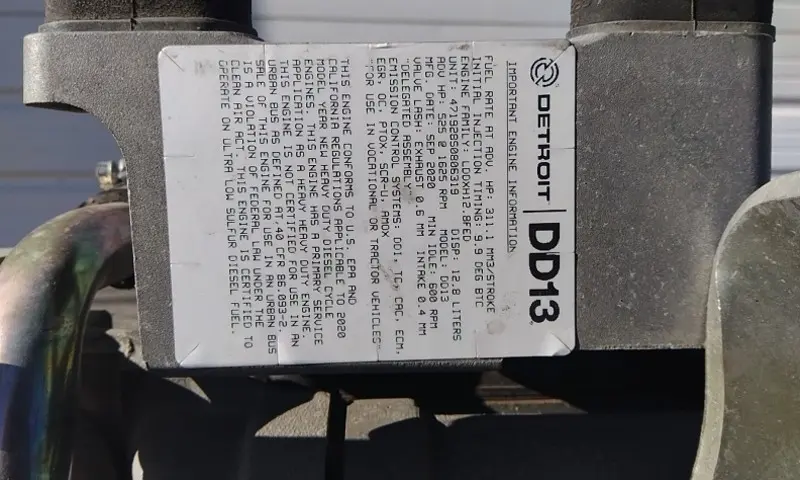 DETROIT | DD13
IMPORTANT ENGINE INFORMATION
FUEL RATE AT ADV. HP: 311.1 MM3/STROKE
INITIAL INJECTION TIMING: 9.9 DEG BTC
ENGINE FAMILY: LDDXH12.8FED DISP: 12.8 LITERS
UNIT: 471928S0806319 MODEL: DD13
ADV HP: 525 @ 1625 RPM MIN IDLE: 600 RPM
MFG. DATE: SEP 2020
VALVE LASH: EXHAUST 0.6 MM INTAKE 0.4 MM
"DELEGATED ASSEMBLY"
EMISSION CONTROL SYSTEMS: DDI, TC, CAC, ECM,
EGR, OC, PTOX, SCR-U, AMOX
"FOR USE IN VOCATIONAL OR TRACTOR VEHICLES"
THIS ENGINE CONFORMS TO U.S. EPA AND
CALIFORNIA REGULATIONS APPLICABLE TO 2020
MODEL YEAR NEW HEAVY DUTY DIESEL CYCLE
ENGINES. THIS ENGINE HAS A PRIMARY SERVICE
APPLICATION AS A HEAVY HEAVY DUTY ENGINE.
THIS ENGINE IS NOT CERTIFIED FOR USE IN AN
URBAN BUS AS DEFINED AT 40 CFR 86.093-2.
SALE OF THIS ENGINE FOR USE IN AN URBAN BUS
IS A VIOLATION OF FEDERAL LAW UNDER THE
CLEAN AIR ACT. THIS ENGINE IS CERTIFIED TO
OPERATE ON ULTRA LOW SULFUR DIESEL FUEL.